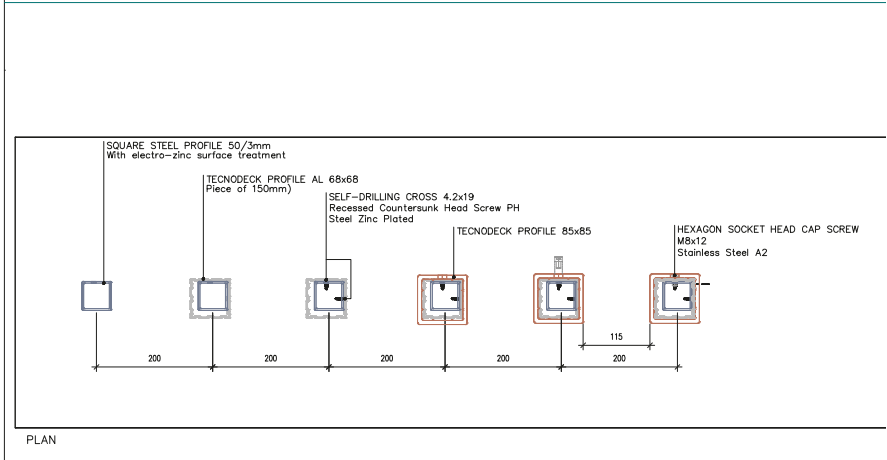 SQUARE STEEL PROFILE 50/3mm
With electro-zinc surface treatment
TECNODECK PROFILE AL 68x68
Piece of 150mm)
SELF-DRILLING CROSS 4.2x19
Recessed Countersunk Head Screw PH
Steel Zinc Plated
TECNODECK PROFILE 85x85
HEXAGON SOCKET HEAD CAP SCREW
M8x12
Stainless Steel A2
115
200
200
200
200
200
PLAN